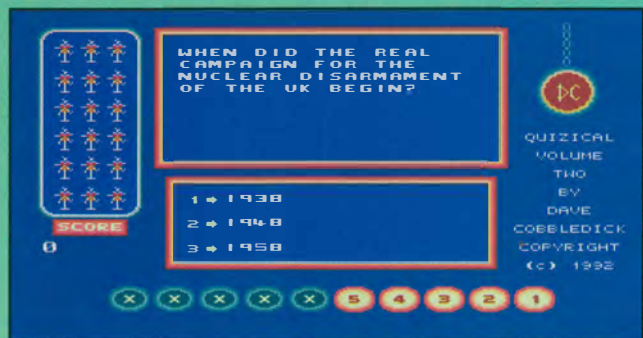 WHEN DID THE REAL
CAMPAIGN FOR THE
NUCLEAR DISARMAMENT
OF THE UK BEGIN?
DC
QUIZICAL
VOLUME
TWO
BY
DAVE
COBBLEDICK
COPYRIGHT
(c) 1992
1 → 1938
2 → 1948
3 → 1958
SCORE
0
X X X X X 5 4 3 2 1